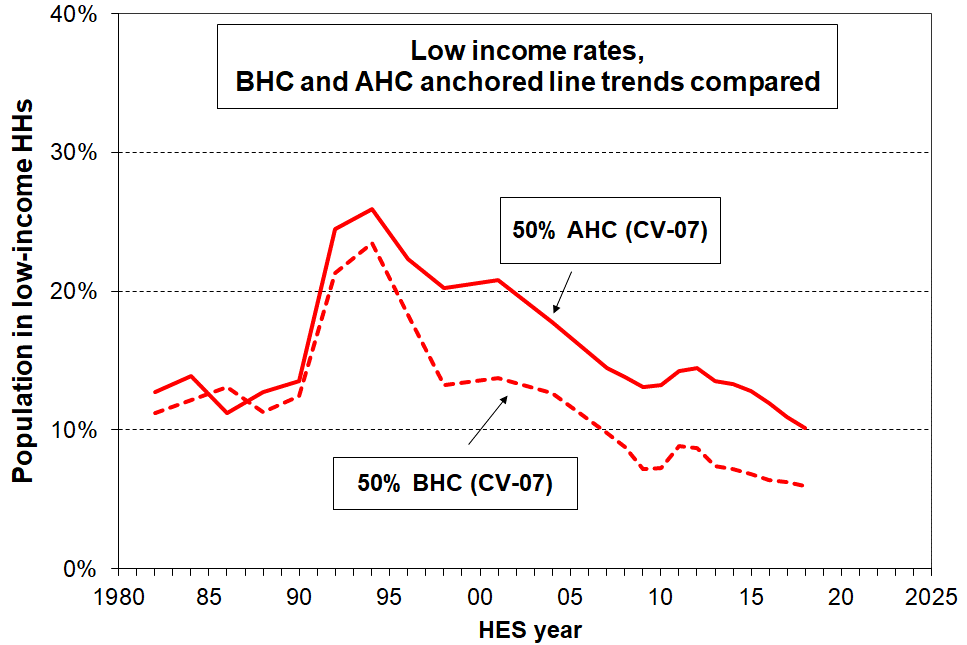 40%
Low income rates,
BHC and AHC anchored line trends compared
30%
50% AHC (CV-07)
20%
10%
50% BHC (CV-07)
0%
Population in low-income HHs
1980 85 90 95 00 05 10 15 20 2025
HES year